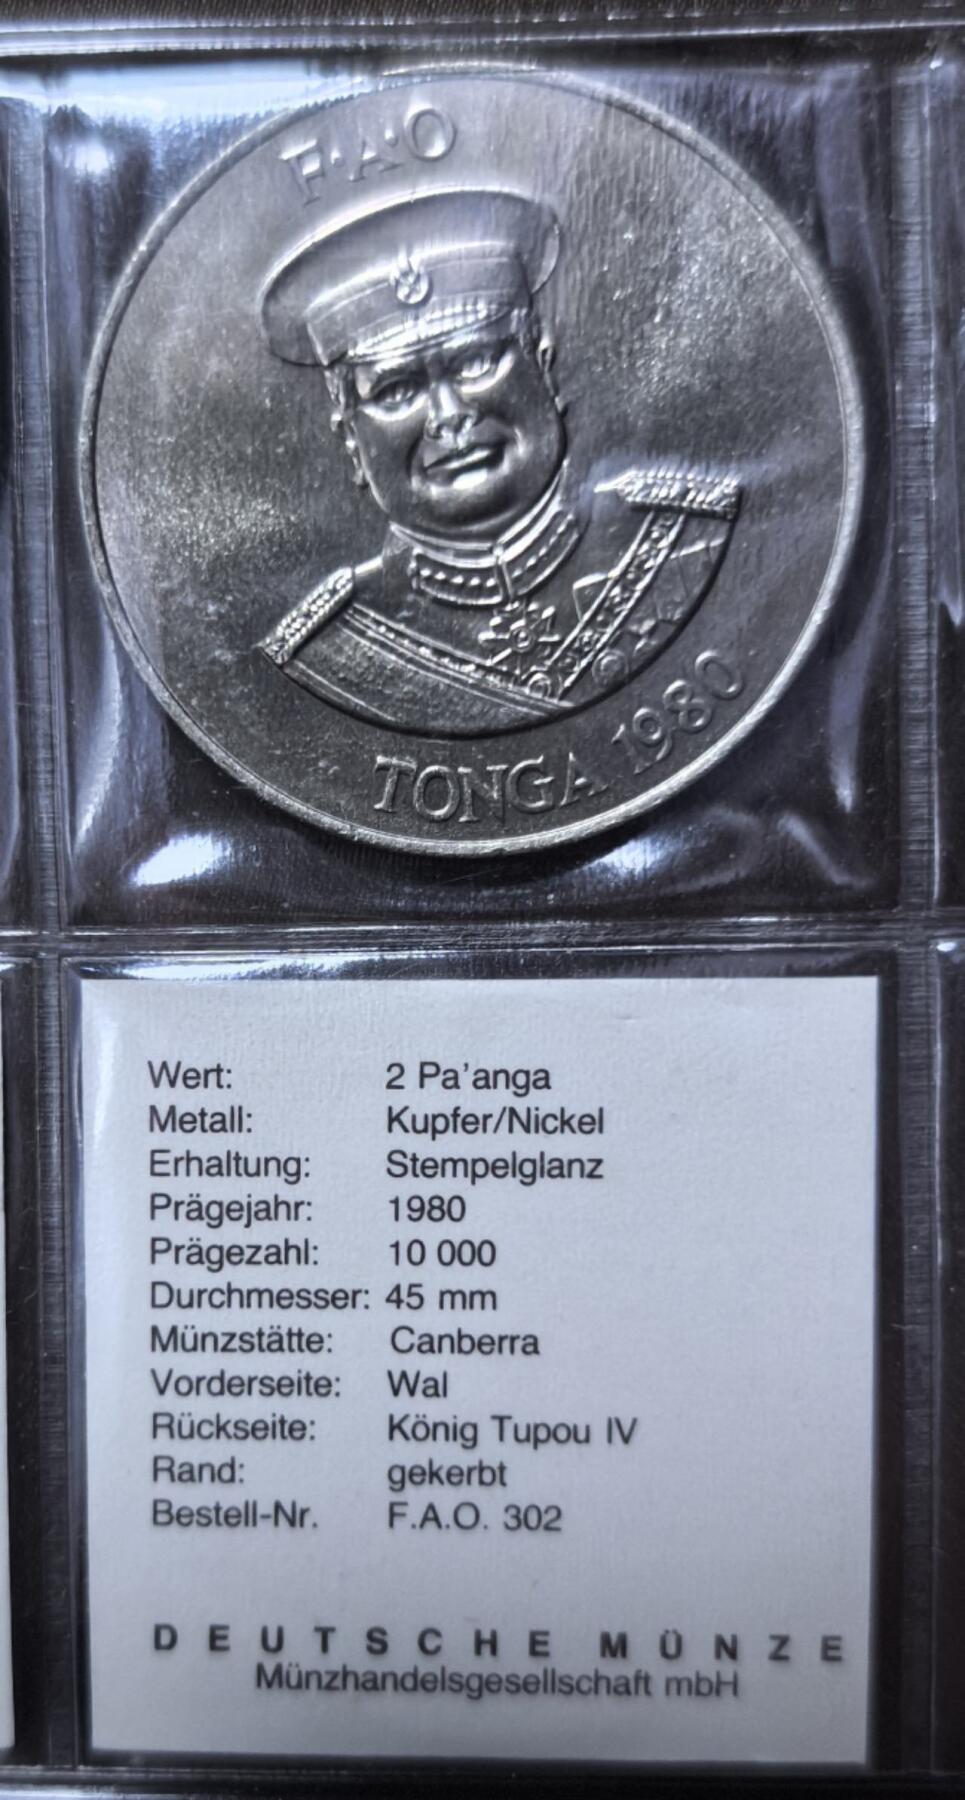 F·A·O
TONGA 1980
Wert: 2 Pa'anga
Metall: Kupfer/Nickel
Erhaltung: Stempelglanz
Prägejahr: 1980
Prägezahl: 10 000
Durchmesser: 45 mm
Münzstätte: Canberra
Vorderseite: Wal
Rückseite: König Tupou IV
Rand: gekerbt
Bestell-Nr. F.A.O. 302
DEUTSCHE MÜNZE
Münzhandelsgesellschaft mbH